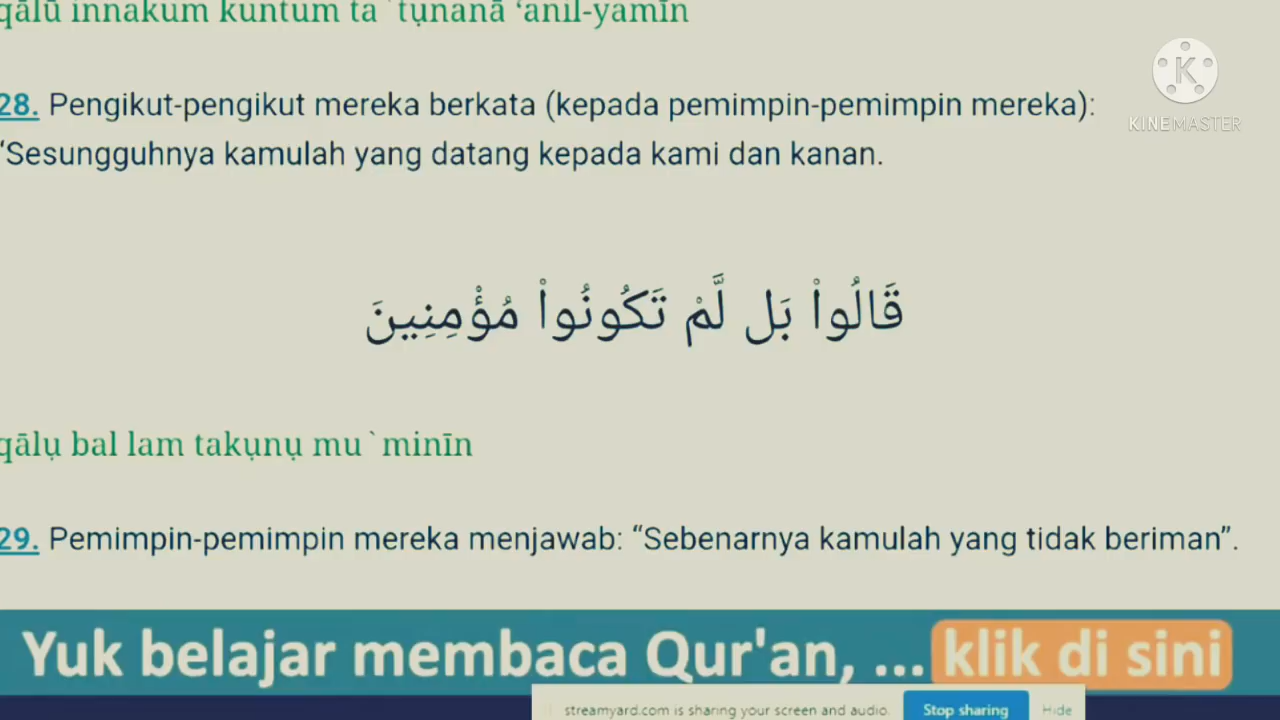 qālū innakum kuntum ta`tụnanā ‘anil-yamīn
28. Pengikut-pengikut mereka berkata (kepada pemimpin-pemimpin mereka):
“Sesungguhnya kamulah yang datang kepada kami dan kanan.
قَالُوا۟ بَل لَّمْ تَكُونُوا۟ مُؤْمِنِينَ
qālụ bal lam takụnụ mu`minīn
29. Pemimpin-pemimpin mereka menjawab: “Sebenarnya kamulah yang tidak beriman”.
Yuk belajar membaca Qur'an, ... klik di sini
streamyard.com is sharing your screen and audio. Stop sharing Hide
K
KINEMASTER